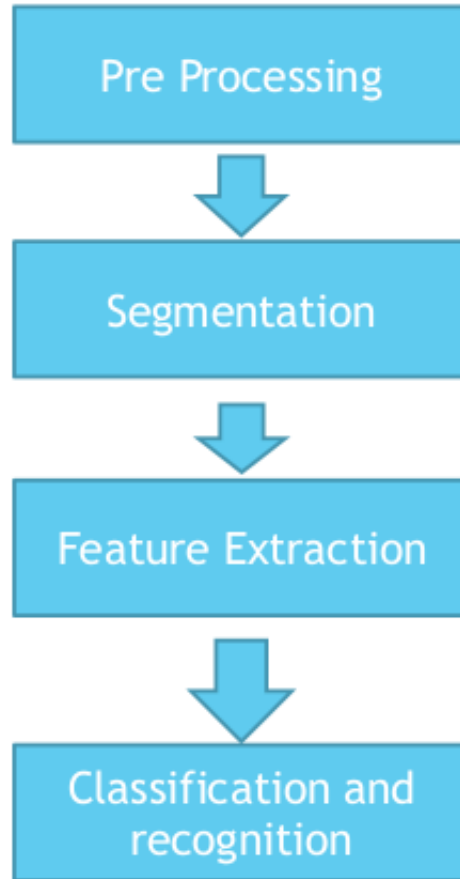 Pre Processing
Segmentation
Feature Extraction
Classification and
recognition